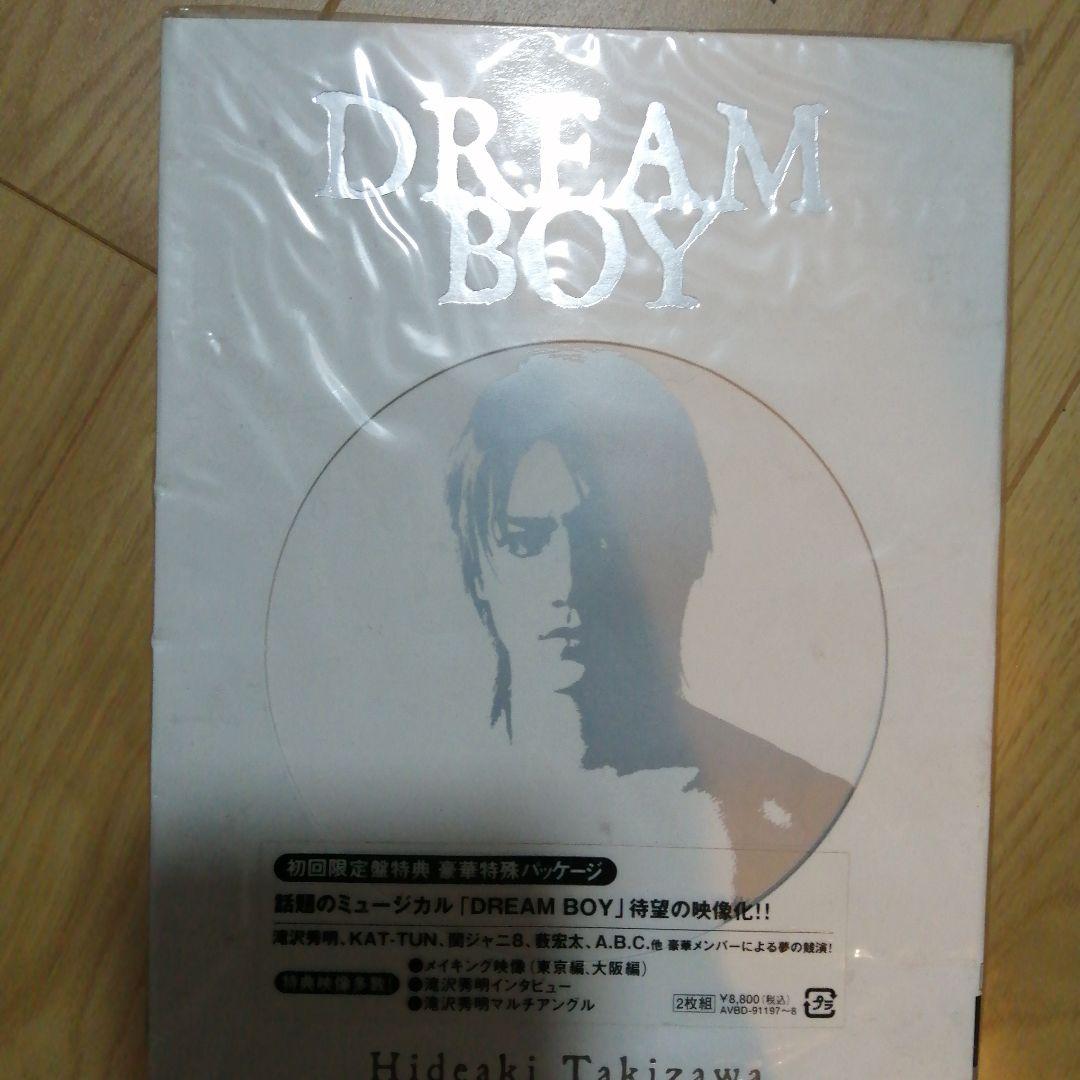 DREAM
BOY
初回限定盤特典 豪華特殊パッケージ
話題のミュージカル「DREAM BOY」待望の映像化!!
滝沢秀明、KAT-TUN、関ジャニ8、薮宏太、A.B.C.他 豪華メンバーによる夢の競演!
特典映像多数!
●メイキング映像(東京編、大阪編)
●滝沢秀明インタビュー
●滝沢秀明マルチアングル
2枚組 ¥8,800(税込)
AVBD-91197〜8
プラ
Hideaki Takizawa